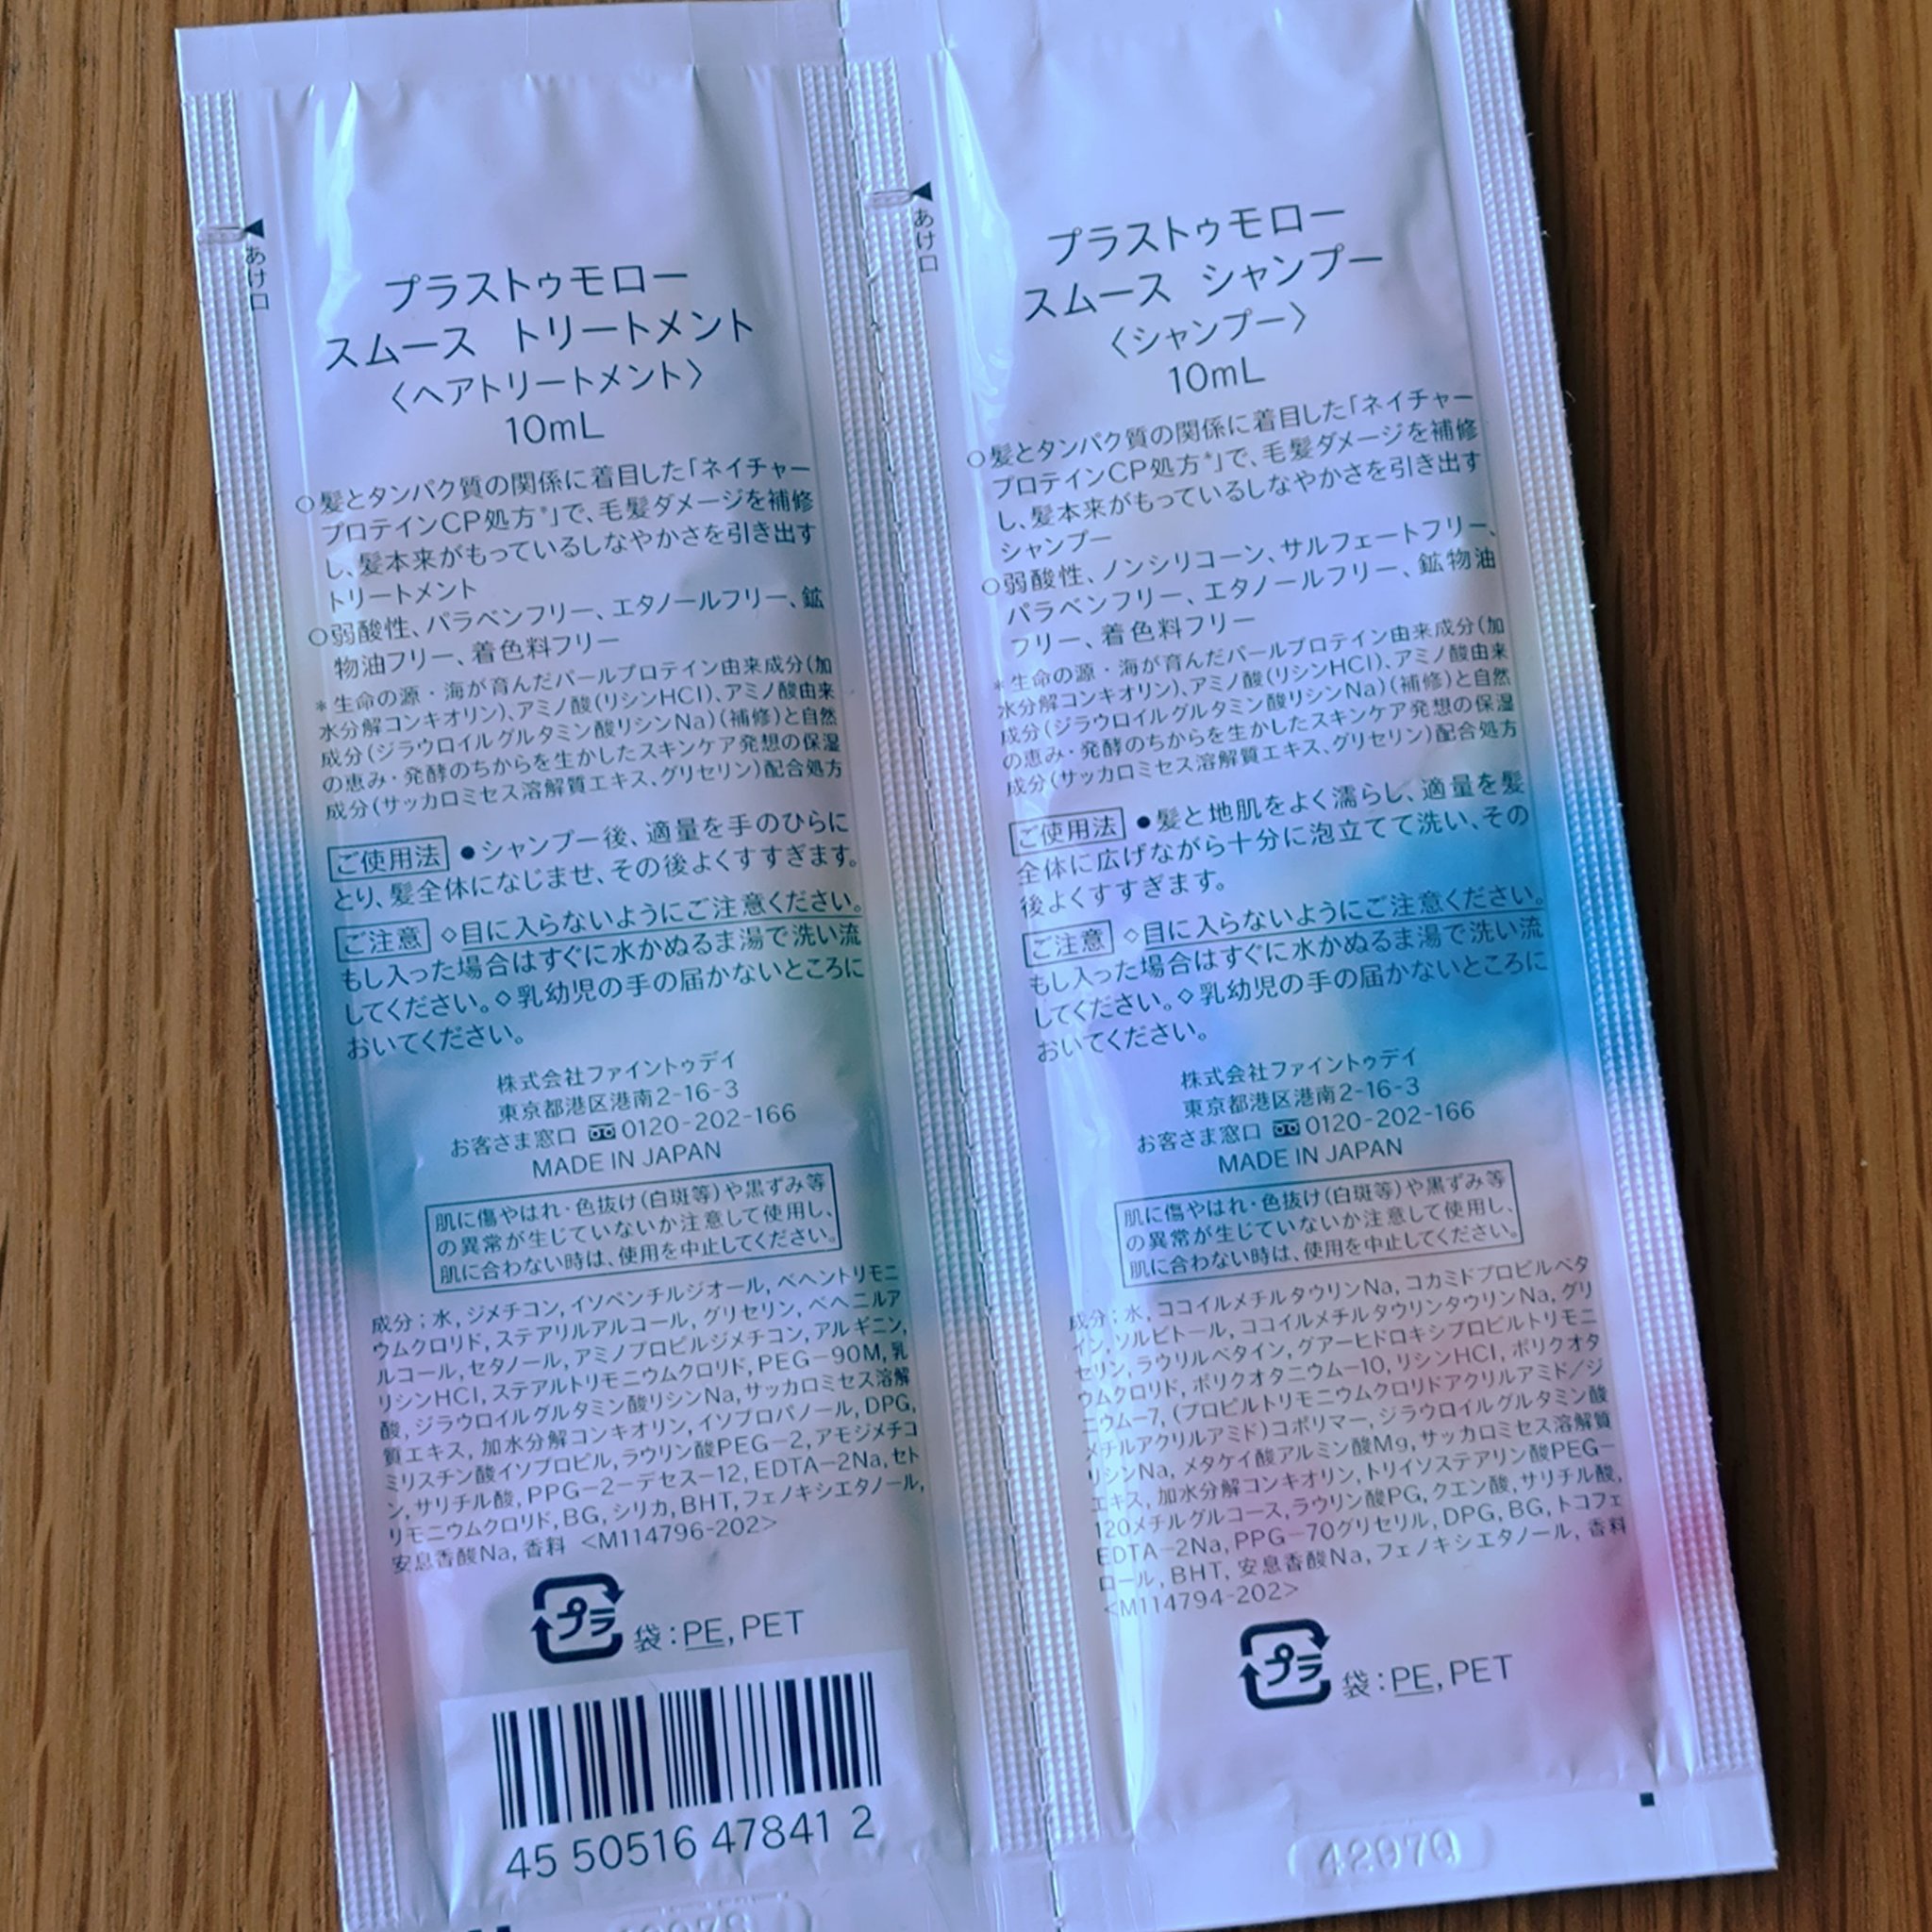 あけ口
プラストゥモロー
スムース トリートメント
〈ヘアトリートメント〉
10mL
○髪とタンパク質の関係に着目した「ネイチャー
プロテインCP処方*」で、毛髪ダメージを補修
し、髪本来がもっているしなやかさを引き出す
トリートメント
○弱酸性、パラベンフリー、エタノールフリー、鉱
物油フリー、着色料フリー
*生命の源・海が育んだパールプロテイン由来成分(加
水分解コンキオリン)、アミノ酸(リシンHCl)、アミノ酸由来
成分(ジラウロイルグルタミン酸リシンNa)(補修)と自然
の恵み・発酵のちからを生かしたスキンケア発想の保湿
成分(サッカロミセス溶解質エキス、グリセリン)配合処方
ご使用法 ●シャンプー後、適量を手のひらに
とり、髪全体になじませ、その後よくすすぎます。
ご注意 ◇目に入らないようにご注意ください。
もし入った場合はすぐに水かぬるま湯で洗い流
してください。◇乳幼児の手の届かないところに
おいてください。
株式会社ファイントゥデイ
東京都港区港南2-16-3
お客さま窓口 0120-202-166
MADE IN JAPAN
肌に傷やはれ・色抜け(白斑等)や黒ずみ等
の異常が生じていないか注意して使用し、
肌に合わない時は、使用を中止してください。
成分;水, ジメチコン, イソペンチルジオール, ベヘントリモニ
ウムクロリド, ステアリルアルコール, グリセリン, ベヘニルア
ルコール, セタノール, アミノプロピルジメチコン, アルギニン,
リシンHCl, ステアルトリモニウムクロリド, PEG-90M, 乳
酸, ジラウロイルグルタミン酸リシンNa, サッカロミセス溶解
質エキス, 加水分解コンキオリン, イソプロパノール, DPG,
ミリスチン酸イソプロピル, ラウリン酸PEG-2, アモジメチコ
ン, サリチル酸, PPG-2-デセス-12, EDTA-2Na, セト
リモニウムクロリド, BG, シリカ, BHT, フェノキシエタノール,
安息香酸Na, 香料 <M114796-202>
プラ 袋:PE, PET
45 50516 47841 2
あけ口
プラストゥモロー
スムース シャンプー
〈シャンプー〉
10mL
○髪とタンパク質の関係に着目した「ネイチャー
プロテインCP処方*」で、毛髪ダメージを補修
し、髪本来がもっているしなやかさを引き出す
シャンプー
○弱酸性、ノンシリコーン、サルフェートフリー、
パラベンフリー、エタノールフリー、鉱物油
フリー、着色料フリー
*生命の源・海が育んだパールプロテイン由来成分(加
水分解コンキオリン)、アミノ酸(リシンHCl)、アミノ酸由来
成分(ジラウロイルグルタミン酸リシンNa)(補修)と自然
の恵み・発酵のちからを生かしたスキンケア発想の保湿
成分(サッカロミセス溶解質エキス、グリセリン)配合処方
ご使用法 ●髪と地肌をよく濡らし、適量を髪
全体に広げながら十分に泡立てて洗い、その
後よくすすぎます。
ご注意 ◇目に入らないようにご注意ください。
もし入った場合はすぐに水かぬるま湯で洗い流
してください。◇乳幼児の手の届かないところに
おいてください。
株式会社ファイントゥデイ
東京都港区港南2-16-3
お客さま窓口 0120-202-166
MADE IN JAPAN
肌に傷やはれ・色抜け(白斑等)や黒ずみ等
の異常が生じていないか注意して使用し、
肌に合わない時は、使用を中止してください。
成分;水, ココイルメチルタウリンNa, コカミドプロピルベタ
イン, ソルビトール, ココイルメチルタウリンタウリンNa, グリ
セリン, ラウリルベタイン, グアーヒドロキシプロピルトリモニ
ウムクロリド, ポリクオタニウム-10, リシンHCl, ポリクオタ
ニウム-7, (プロピルトリモニウムクロリドアクリルアミド/ジ
メチルアクリルアミド)コポリマー, ジラウロイルグルタミン酸
リシンNa, メタケイ酸アルミン酸Mg, サッカロミセス溶解質
エキス, 加水分解コンキオリン, トリイソステアリン酸PEG-
120メチルグルコース, ラウリン酸PG, クエン酸, サリチル酸,
EDTA-2Na, PPG-70グリセリル, DPG, BG, トコフェ
ロール, BHT, 安息香酸Na, フェノキシエタノール, 香料
<M114794-202>
プラ 袋:PE, PET